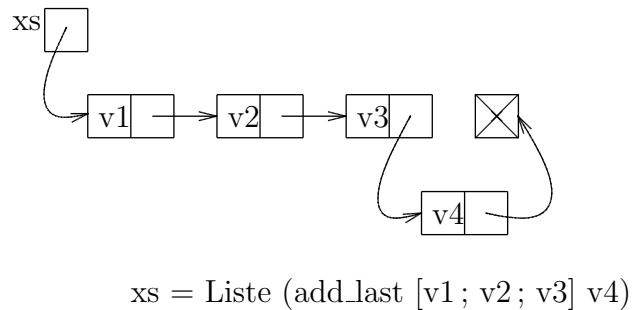 xs
v1 v2 v3
v4
xs = Liste (add_last [v1 ; v2 ; v3] v4)